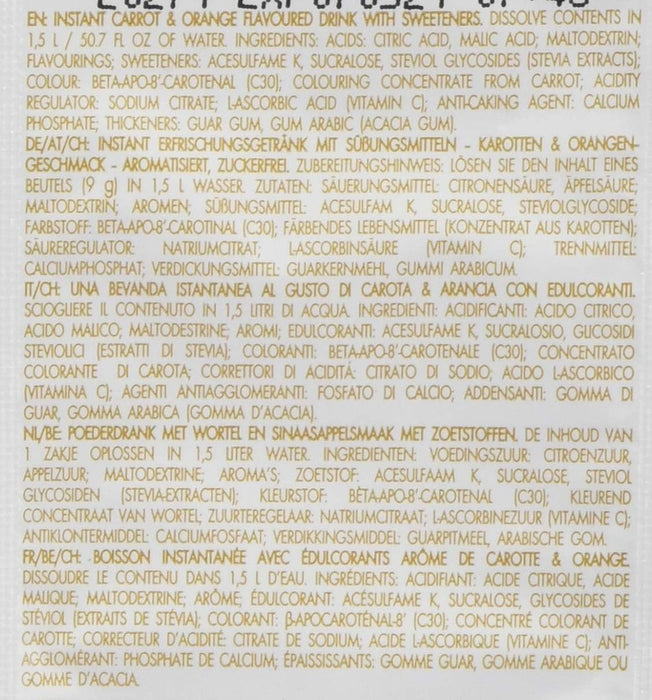 EN: INSTANT CARROT & ORANGE FLAVOURED DRINK WITH SWEETENERS. DISSOLVE CONTENTS IN
1,5 L / 50.7 FL OZ OF WATER. INGREDIENTS: ACIDS: CITRIC ACID, MALIC ACID; MALTODEXTRIN;
FLAVOURINGS; SWEETENERS: ACESULFAME K, SUCRALOSE, STEVIOL GLYCOSIDES (STEVIA EXTRACTS);
COLOUR: BETA-APO-8'-CAROTENAL (C30); COLOURING CONCENTRATE FROM CARROT; ACIDITY
REGULATOR: SODIUM CITRATE; L-ASCORBIC ACID (VITAMIN C); ANTI-CAKING AGENT: CALCIUM
PHOSPHATE; THICKENERS: GUAR GUM, GUM ARABIC (ACACIA GUM).
DE/AT/CH: INSTANT ERFRISCHUNGSGETRÄNK MIT SÜßUNGSMITTELN - KAROTTEN & ORANGEN-
GESCHMACK - AROMATISIERT, ZUCKERFREI. ZUBEREITUNGSHINWEIS: LÖSEN SIE DEN INHALT EINES
BEUTELS (9 g) IN 1,5 L WASSER. ZUTATEN: SÄUERUNGSMITTEL: CITRONENSÄURE, ÄPFELSÄURE;
MALTODEXTRIN; AROMEN; SÜßUNGSMITTEL: ACESULFAM K, SUCRALOSE, STEVIOLGLYCOSIDE;
FARBSTOFF: BETA-APO-8'-CAROTINAL (C30); FÄRBENDES LEBENSMITTEL (KONZENTRAT AUS KAROTTEN);
SÄUREREGULATOR: NATRIUMCITRAT; L-ASCORBINSÄURE (VITAMIN C); TRENNMITTEL:
CALCIUMPHOSPHAT; VERDICKUNGSMITTEL: GUARKERNMEHL, GUMMI ARABICUM.
IT/CH: UNA BEVANDA ISTANTANEA AL GUSTO DI CAROTA & ARANCIA CON EDULCORANTI.
SCIOGLIERE IL CONTENUTO IN 1,5 LITRI DI ACQUA. INGREDIENTI: ACIDIFICANTI: ACIDO CITRICO,
ACIDO MALICO; MALTODESTRINE; AROMI; EDULCORANTI: ACESULFAME K, SUCRALOSIO, GLICOSIDI
STEVIOLICI (ESTRATTI DI STEVIA); COLORANTI: BETA-APO-8'-CAROTENALE (C30); CONCENTRATO
COLORANTE DI CAROTA; CORRETTORI DI ACIDITÁ: CITRATO DI SODIO; ACIDO L-ASCORBICO
(VITAMINA C); AGENTI ANTIAGGLOMERANTI: FOSFATO DI CALCIO; ADDENSANTI: GOMMA DI
GUAR, GOMMA ARABICA (GOMMA D'ACACIA).
NL/BE: POEDERDRANK MET WORTEL EN SINAASAPPELSMAAK MET ZOETSTOFFEN. DE INHOUD VAN
1 ZAKJE OPLOSSEN IN 1,5 LITER WATER. INGREDIENTEN: VOEDINGSZUUR: CITROENZUUR,
APPELZUUR; MALTODEXTRINE; AROMA'S; ZOETSTOF: ACESULFAAM K, SUCRALOSE, STEVIOL
GLYCOSIDEN (STEVIA-EXTRACTEN); KLEURSTOF: BÈTA-APO-8'-CAROTENAL (C30); KLEUREND
CONCENTRAAT VAN WORTEL; ZUURTEREGELAAR: NATRIUMCITRAAT; L-ASCORBINEZUUR (VITAMINE C);
ANTIKLONTERMIDDEL: CALCIUMFOSFAAT; VERDIKKINGSMIDDEL: GUARPITMEEL, ARABISCHE GOM.
FR/BE/CH: BOISSON INSTANTANÉE AVEC ÉDULCORANTS ARÔME DE CAROTTE & ORANGE.
DISSOUDRE LE CONTENU DANS 1,5 L D'EAU. INGRÉDIENTS: ACIDIFIANT: ACIDE CITRIQUE, ACIDE
MALIQUE; MALTODEXTRINE; ARÔME; ÉDULCORANT: ACÉSULFAME K, SUCRALOSE, GLYCOSIDES DE
STÉVIOL (EXTRAITS DE STÉVIA); COLORANT: β-APOCAROTÉNAL-8' (C30); CONCENTRÉ COLORANT DE
CAROTTE; CORRECTEUR D'ACIDITÉ: CITRATE DE SODIUM; ACIDE L-ASCORBIQUE (VITAMINE C); ANTI-
AGGLOMÉRANT: PHOSPHATE DE CALCIUM; ÉPAISSISSANTS: GOMME GUAR, GOMME ARABIQUE OU
GOMME D'ACACIA.